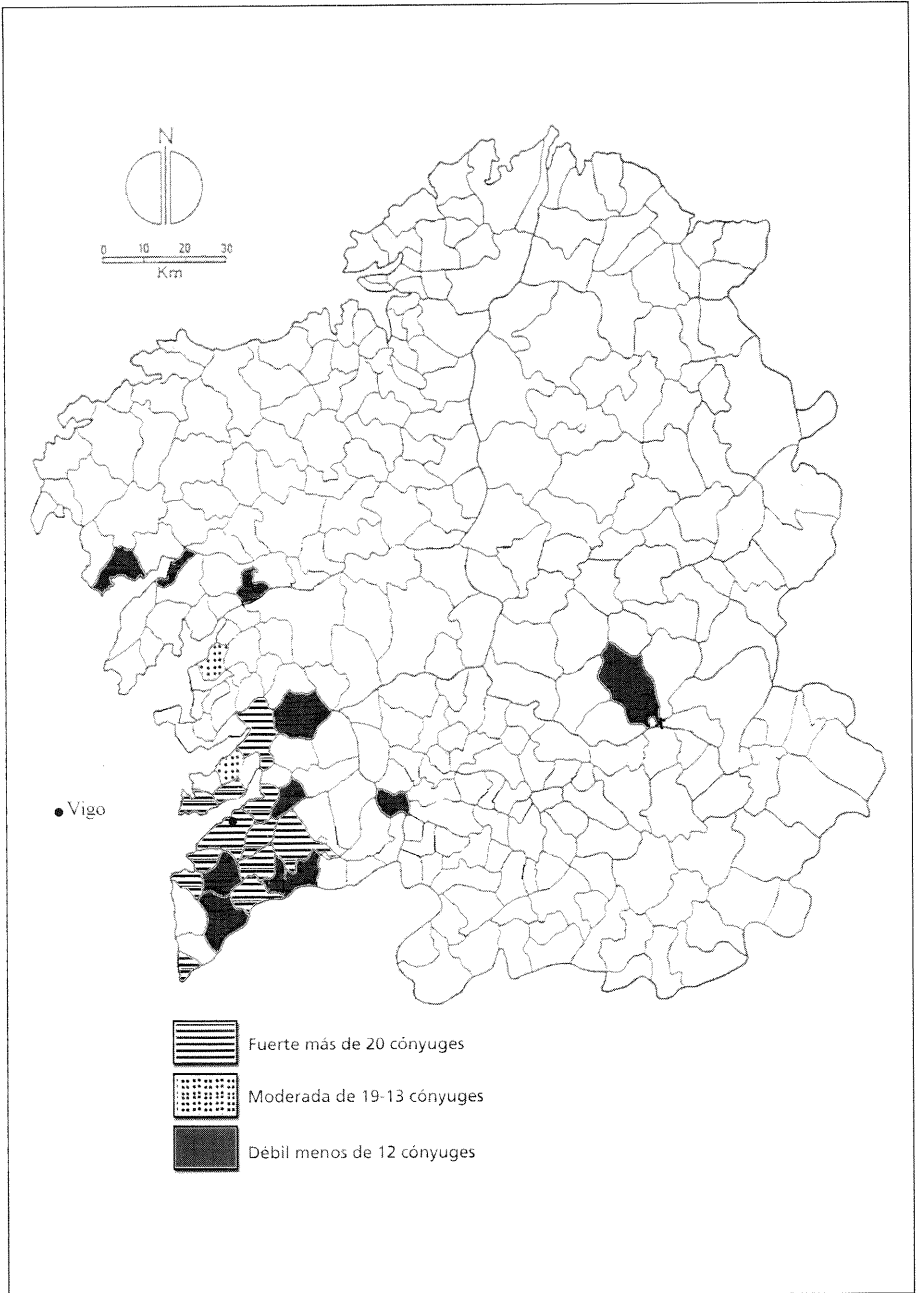 N
0 10 20 30
Km
Vigo
Fuerte más de 20 cónyuges
Moderada de 19-13 cónyuges
Débil menos de 12 cónyuges